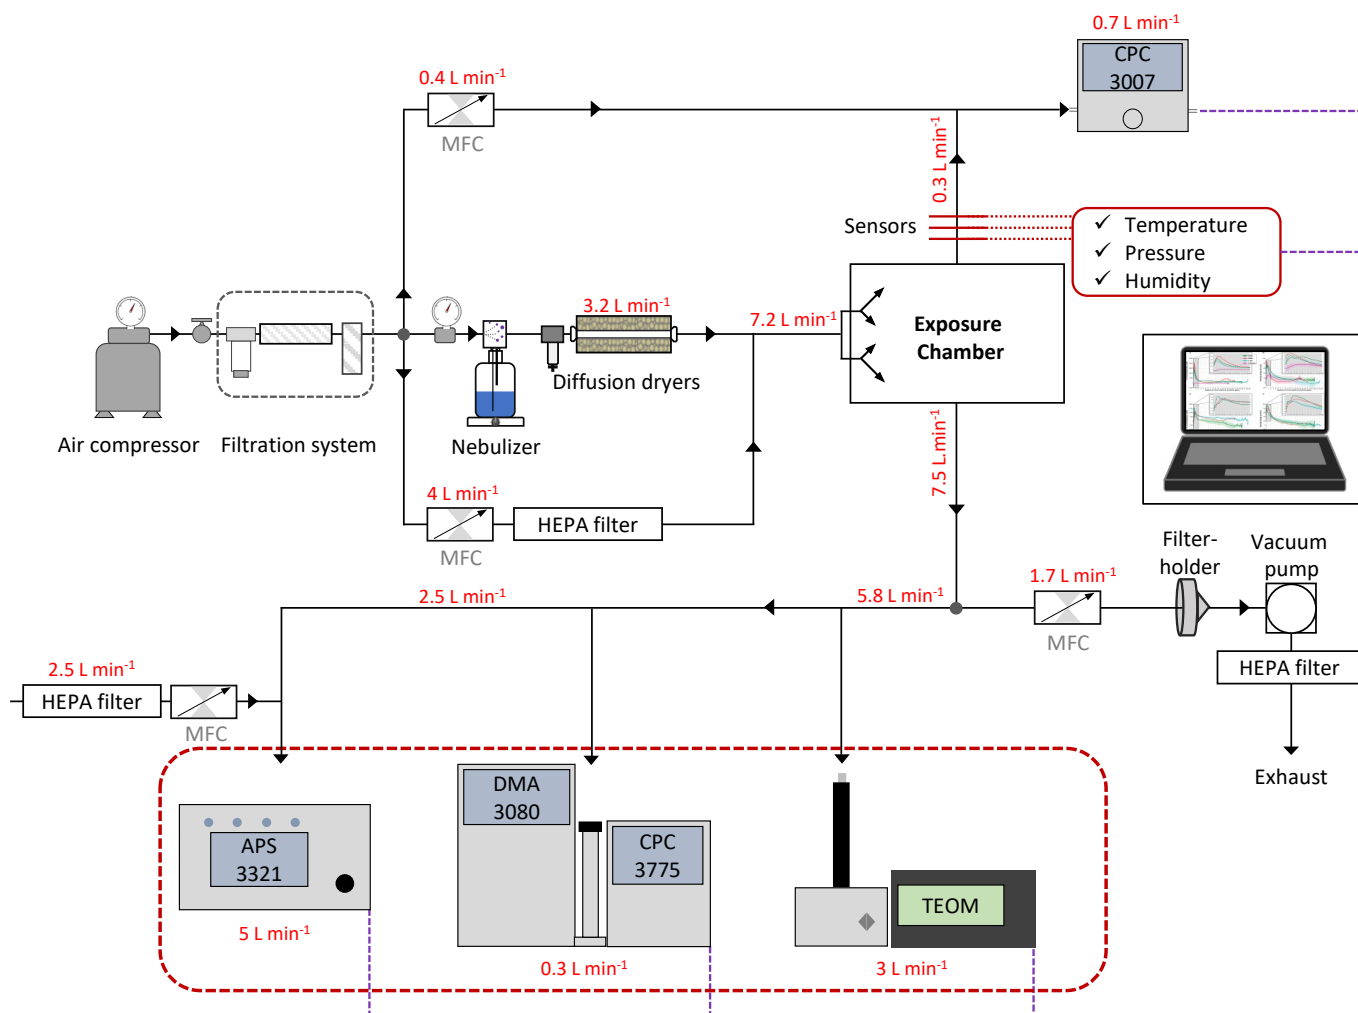 0.7 L min⁻¹
CPC
3007
0.4 L min⁻¹
MFC
0.3 L min⁻¹
Sensors
✓ Temperature
✓ Pressure
✓ Humidity
3.2 L min⁻¹
7.2 L min⁻¹
Exposure
Chamber
Diffusion dryers
Air compressor
Filtration system
Nebulizer
7.5 L.min⁻¹
4 L min⁻¹
HEPA filter
MFC
Filter-
holder
Vacuum
pump
1.7 L min⁻¹
5.8 L min⁻¹
2.5 L min⁻¹
MFC
HEPA filter
2.5 L min⁻¹
HEPA filter
MFC
Exhaust
DMA
3080
CPC
3775
APS
3321
TEOM
5 L min⁻¹
0.3 L min⁻¹
3 L min⁻¹